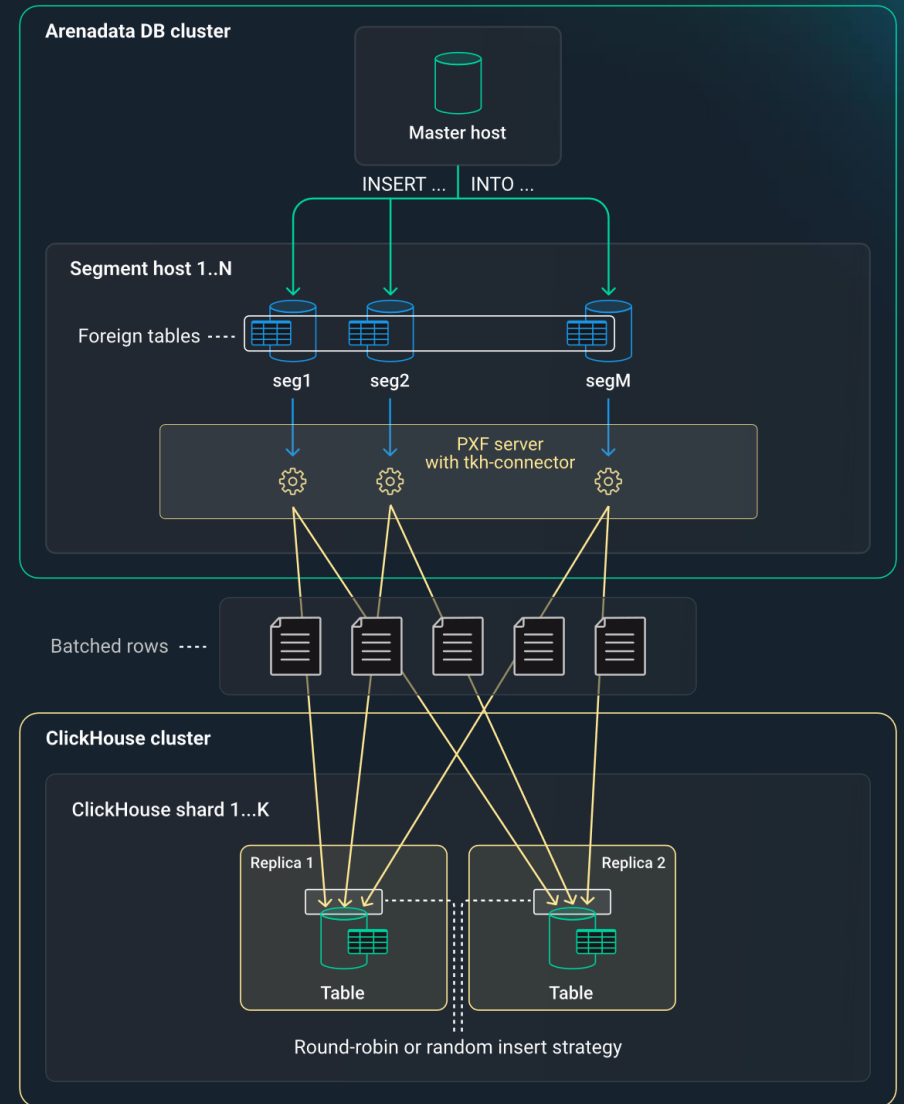 Arenadata DB cluster
Master host
INSERT ... INTO ...
Segment host 1..N
Foreign tables
seg1 seg2 segM
PXF server
with tkh-connector
Batched rows
ClickHouse cluster
ClickHouse shard 1...K
Replica 1 Replica 2
Table Table
Round-robin or random insert strategy